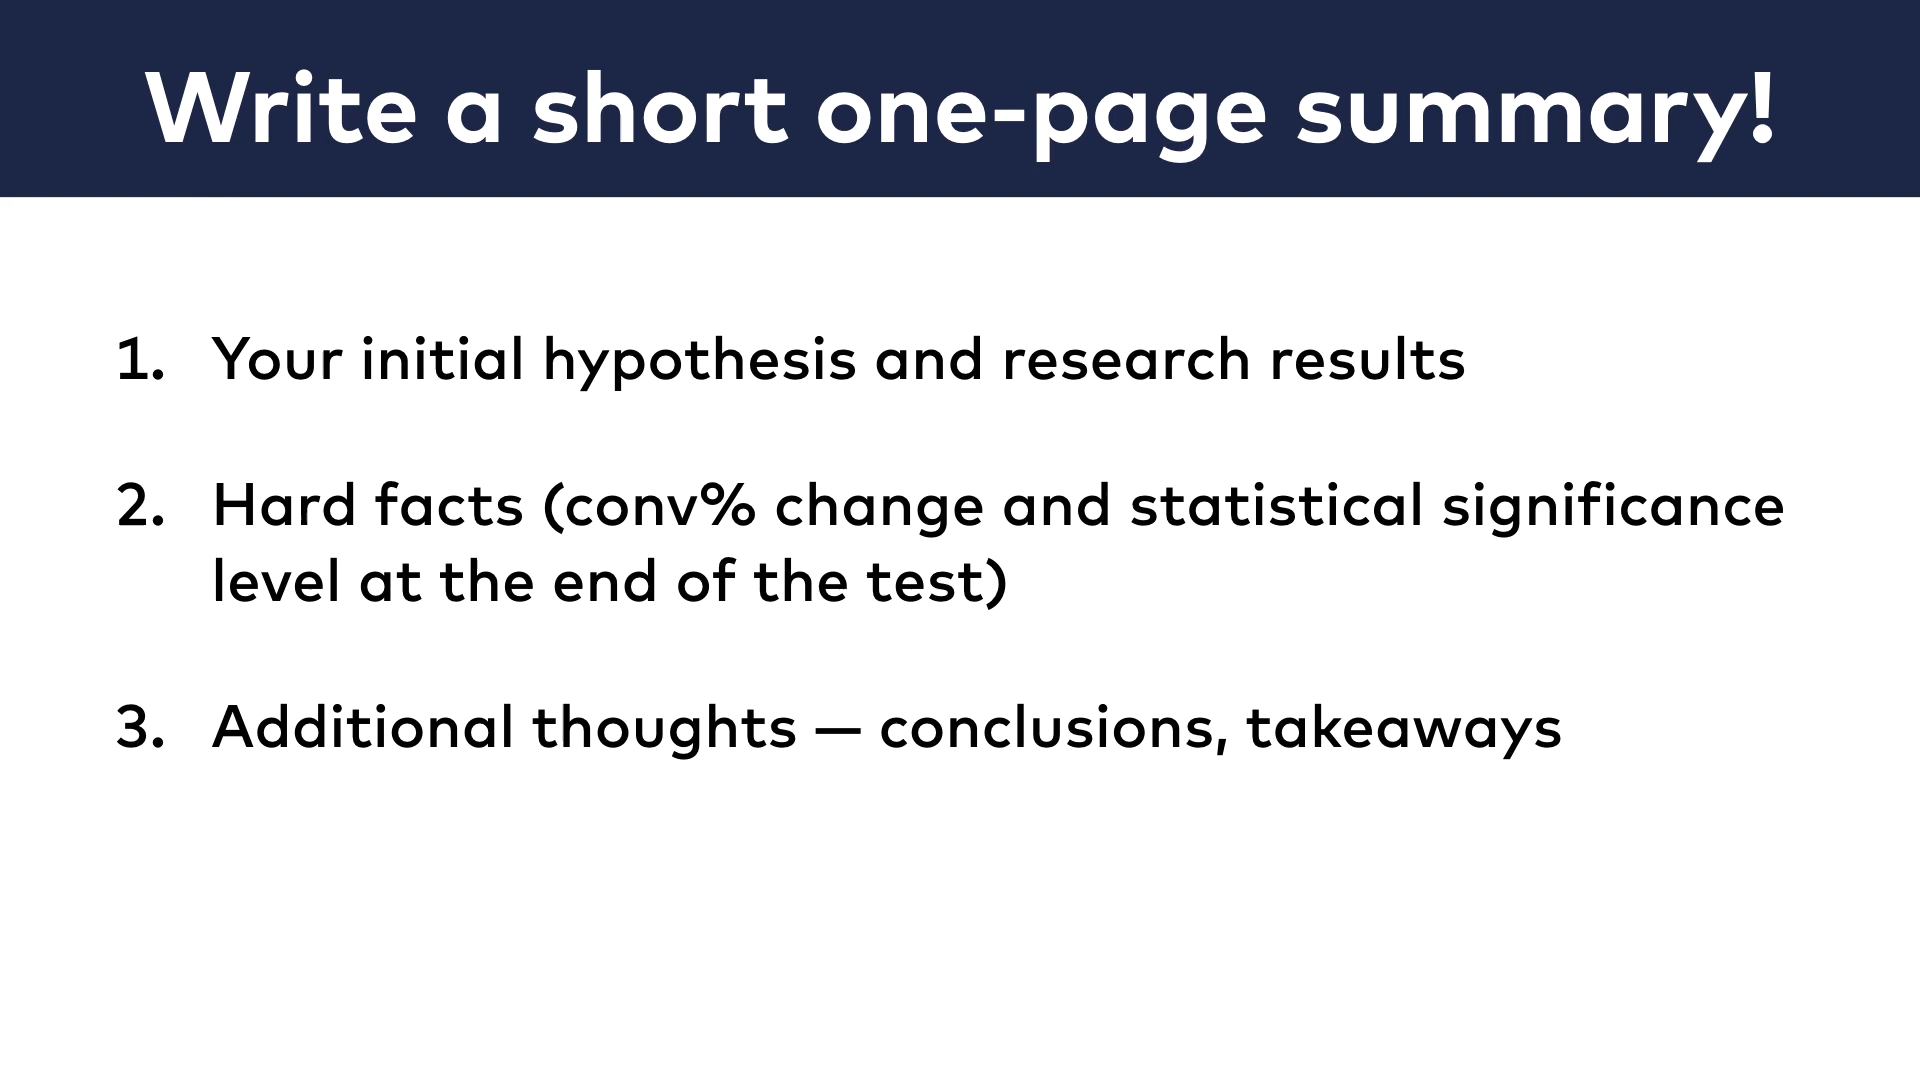 Write a short one-page summary!
1. Your initial hypothesis and research results
2. Hard facts (conv% change and statistical significance
level at the end of the test)
3. Additional thoughts — conclusions, takeaways